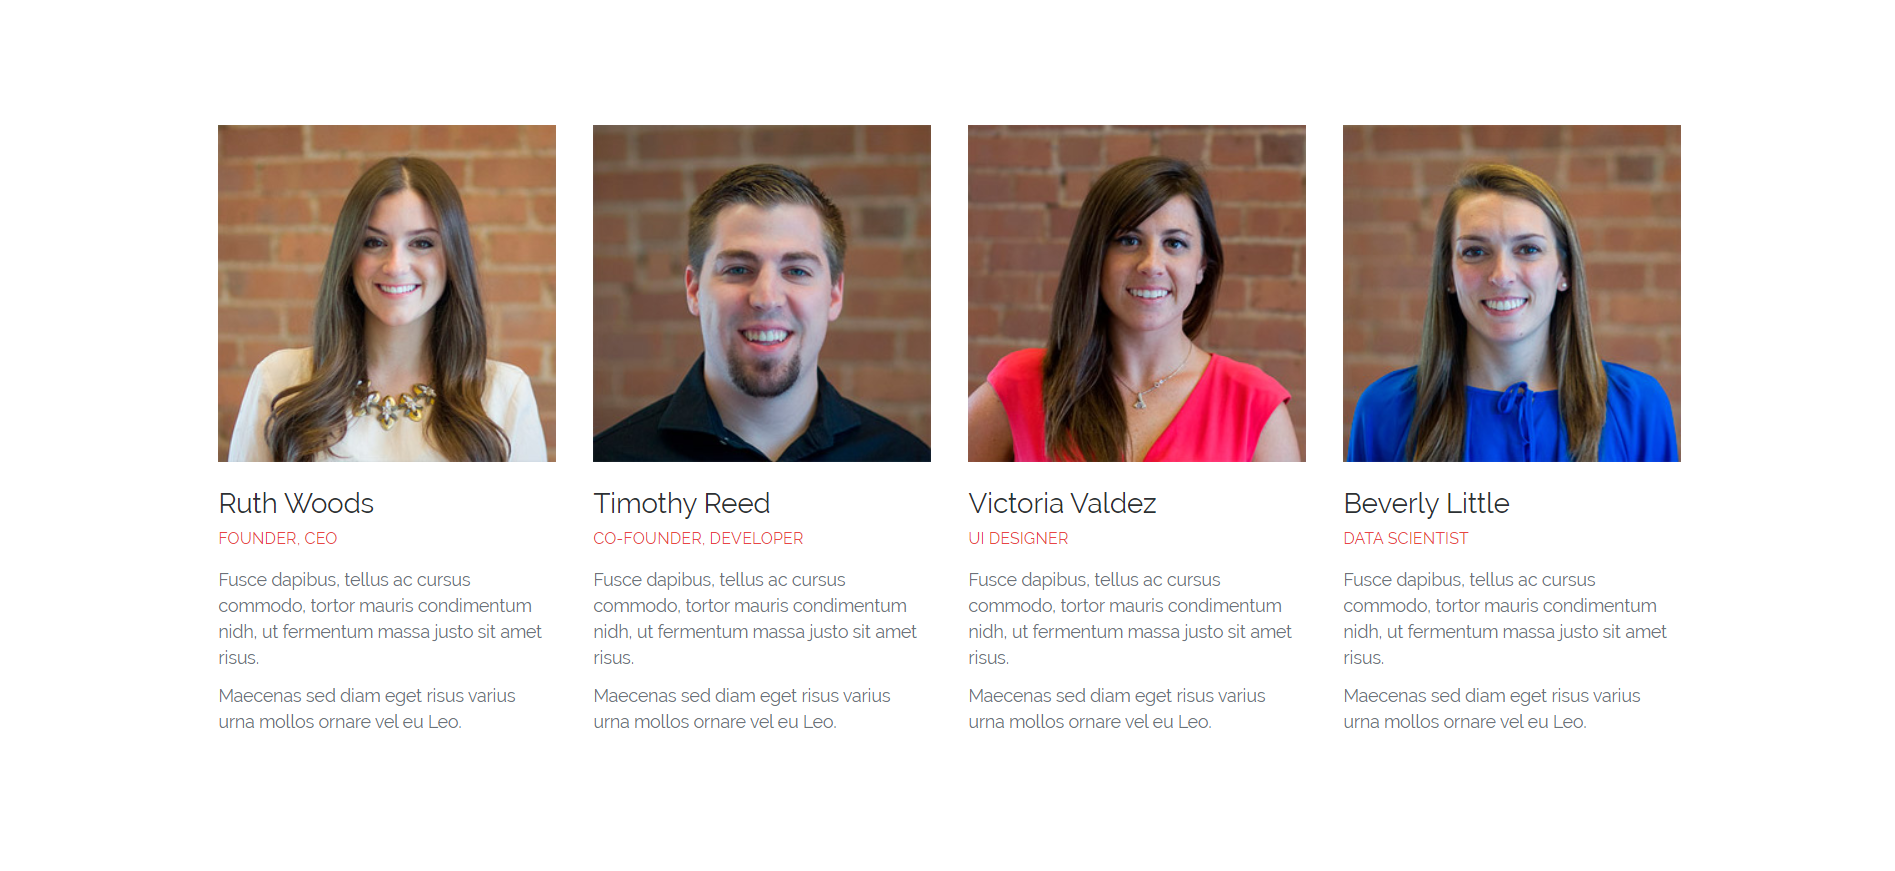 Ruth Woods
FOUNDER, CEO
Fusce dapibus, tellus ac cursus
commodo, tortor mauris condimentum
nidh, ut fermentum massa justo sit amet
risus.
Maecenas sed diam eget risus varius
urna mollos ornare vel eu Leo.
Timothy Reed
CO-FOUNDER, DEVELOPER
Fusce dapibus, tellus ac cursus
commodo, tortor mauris condimentum
nidh, ut fermentum massa justo sit amet
risus.
Maecenas sed diam eget risus varius
urna mollos ornare vel eu Leo.
Victoria Valdez
UI DESIGNER
Fusce dapibus, tellus ac cursus
commodo, tortor mauris condimentum
nidh, ut fermentum massa justo sit amet
risus.
Maecenas sed diam eget risus varius
urna mollos ornare vel eu Leo.
Beverly Little
DATA SCIENTIST
Fusce dapibus, tellus ac cursus
commodo, tortor mauris condimentum
nidh, ut fermentum massa justo sit amet
risus.
Maecenas sed diam eget risus varius
urna mollos ornare vel eu Leo.